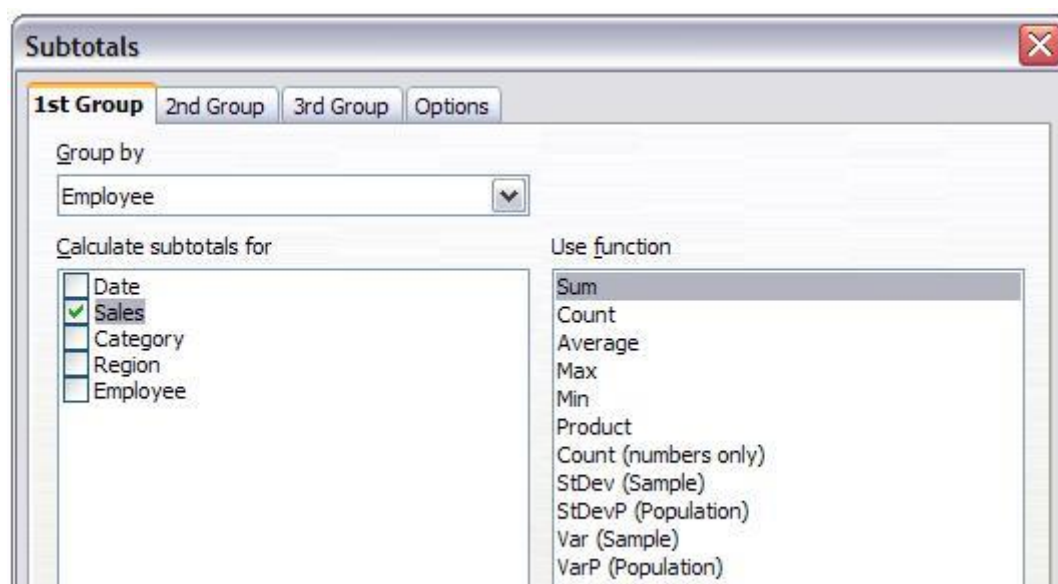 Subtotals
1st Group 2nd Group 3rd Group Options
Group by
Employee
Calculate subtotals for
Date
Sales
Category
Region
Employee
Use function
Sum
Count
Average
Max
Min
Product
Count (numbers only)
StDev (Sample)
StDevP (Population)
Var (Sample)
VarP (Population)